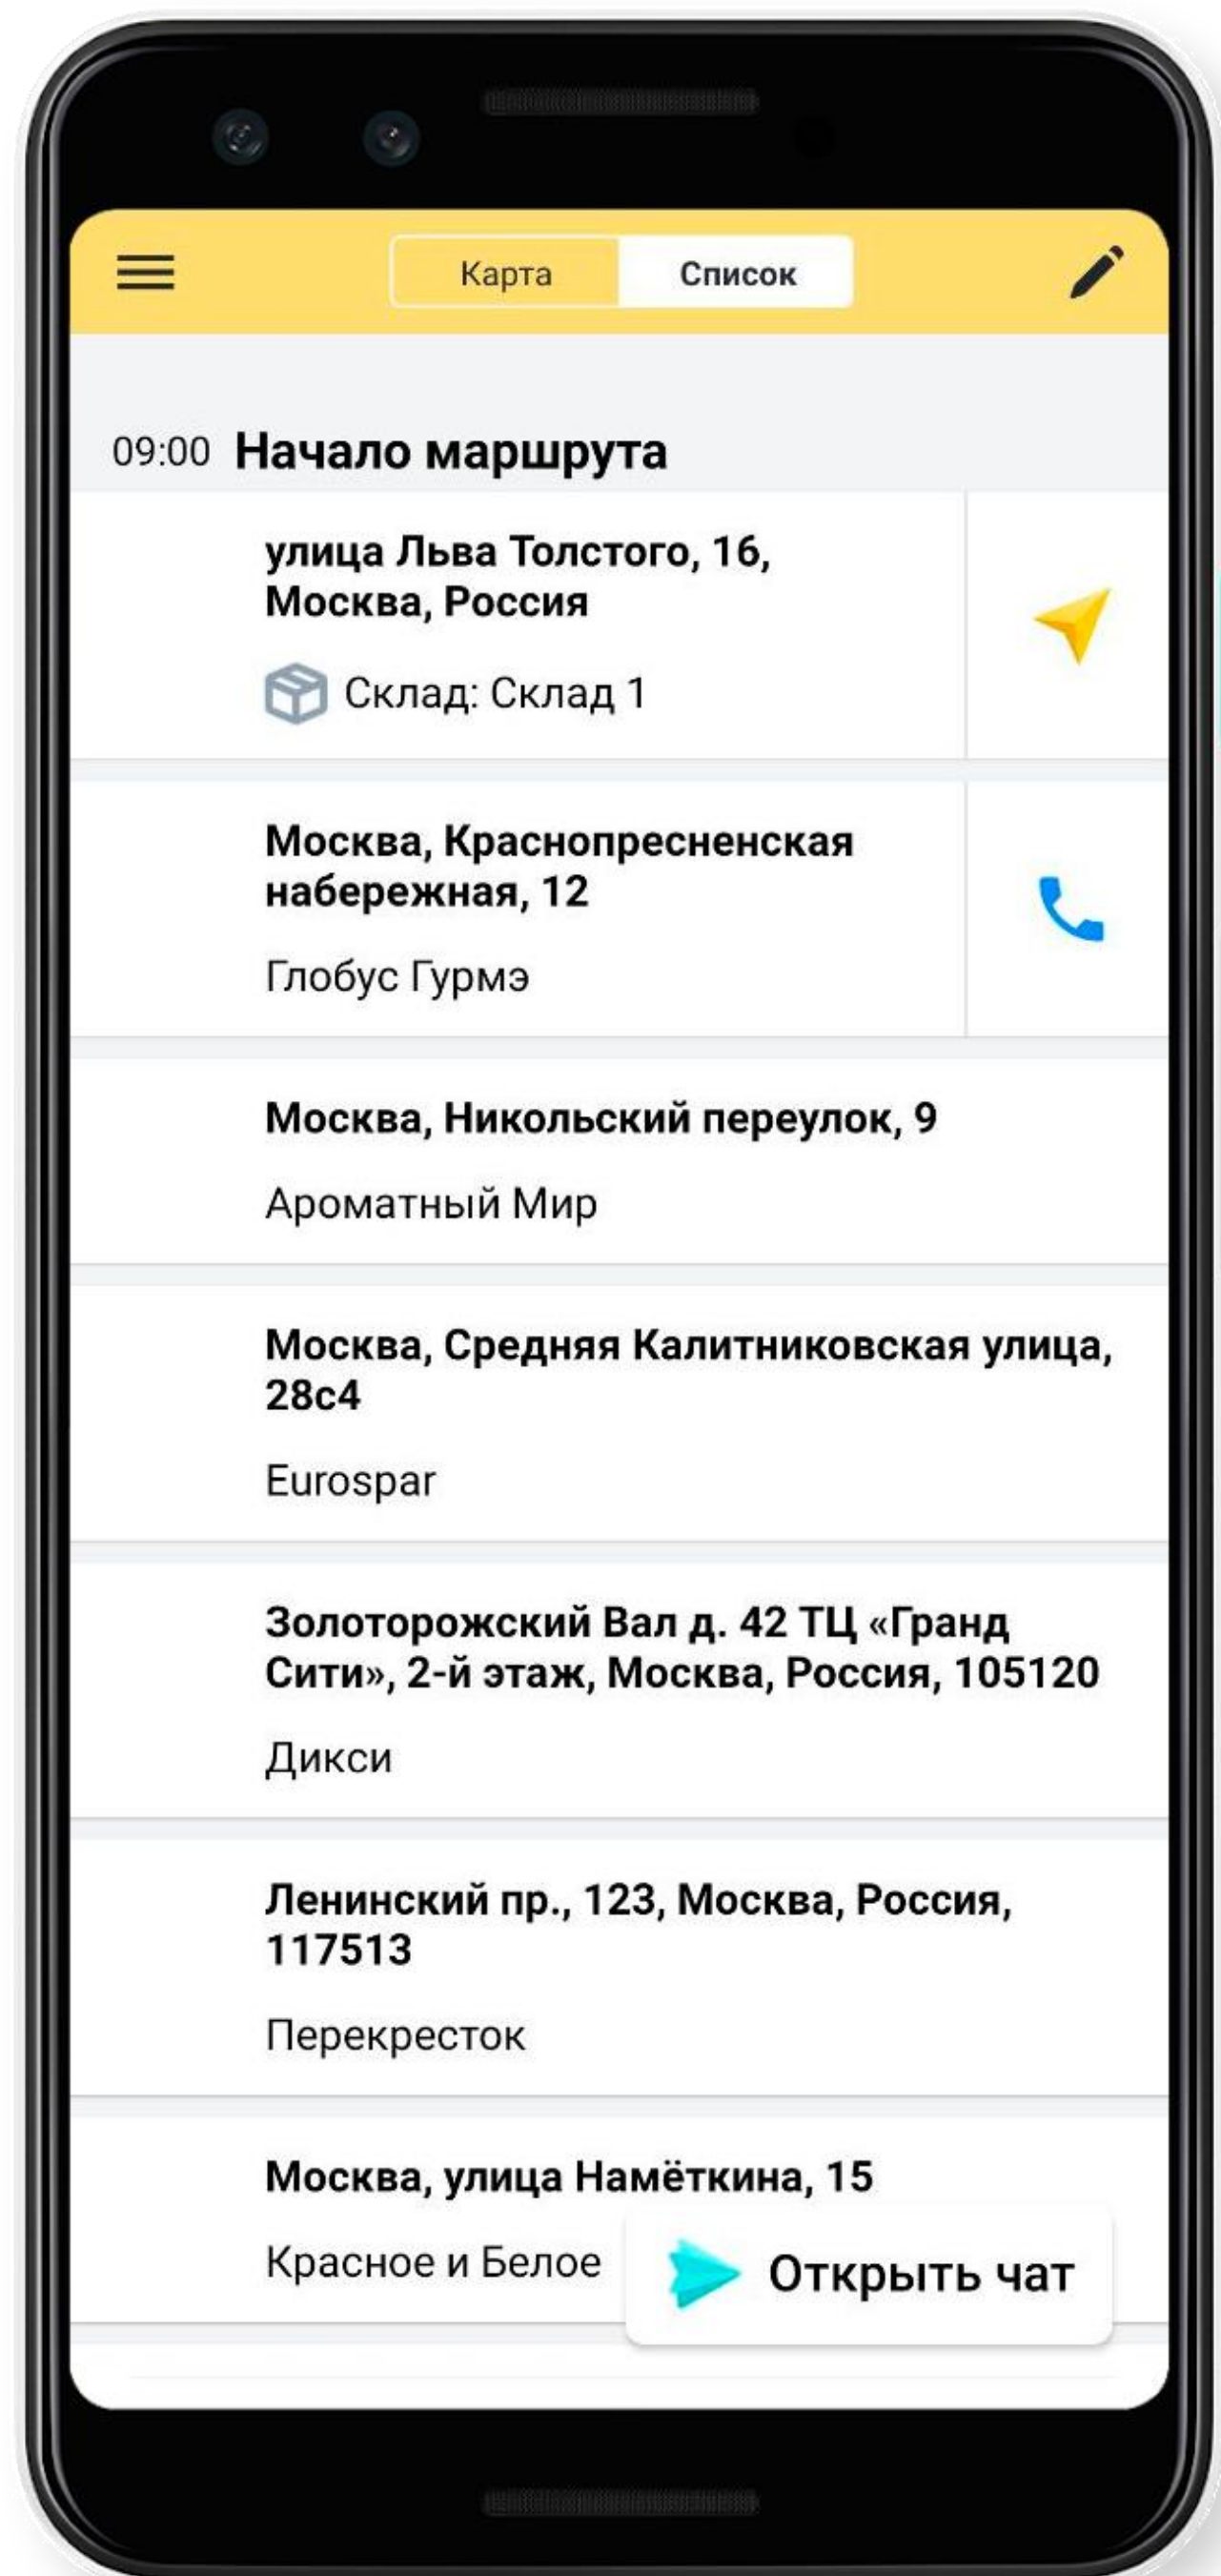 Карта Список
09:00 Начало маршрута
улица Льва Толстого, 16,
Москва, Россия
Склад: Склад 1
Москва, Краснопресненская
набережная, 12
Глобус Гурмэ
Москва, Никольский переулок, 9
Ароматный Мир
Москва, Средняя Калитниковская улица,
28с4
Eurospar
Золоторожский Вал д. 42 ТЦ «Гранд
Сити», 2-й этаж, Москва, Россия, 105120
Дикси
Ленинский пр., 123, Москва, Россия,
117513
Перекресток
Москва, улица Намёткина, 15
Красное и Белое
Открыть чат